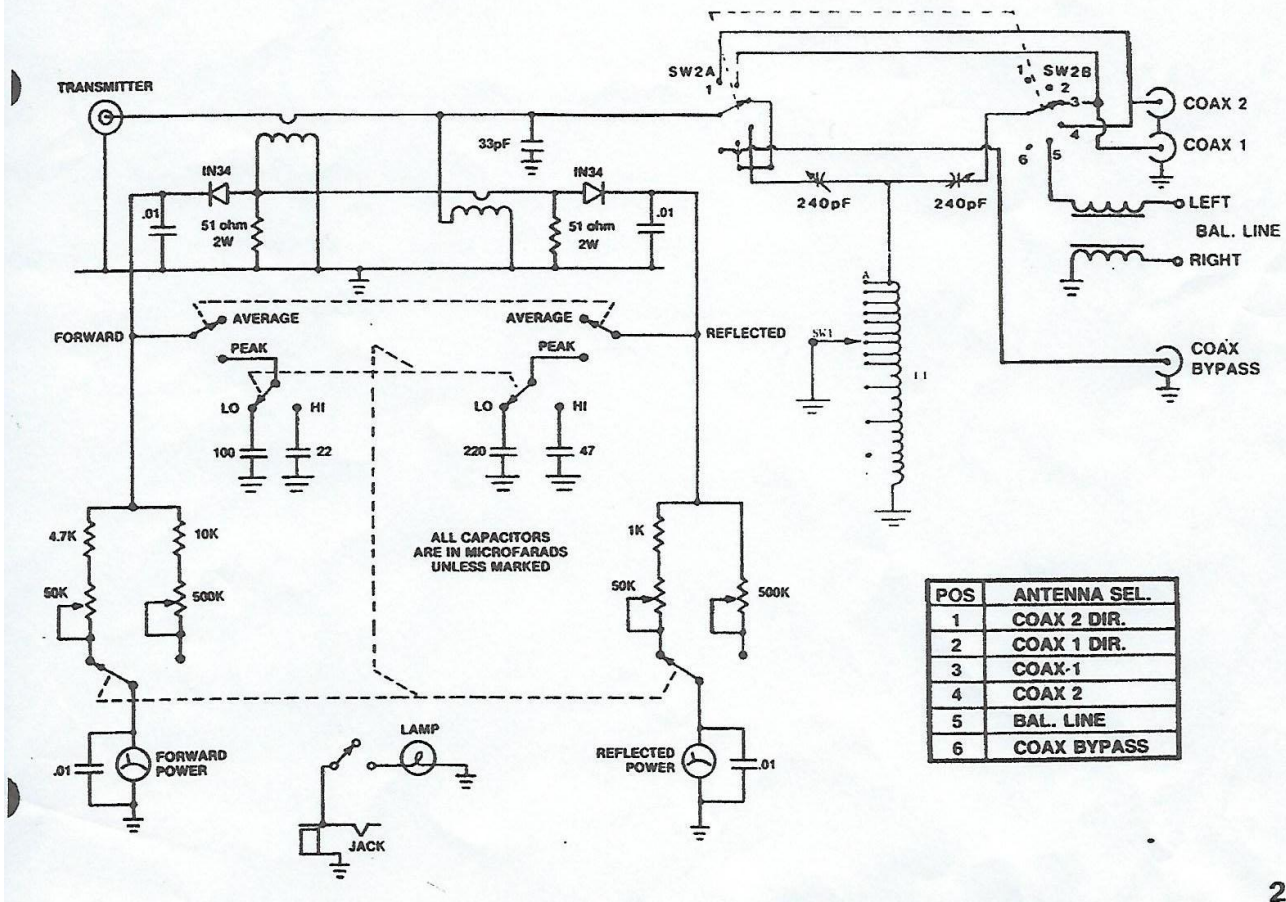 TRANSMITTER
SW2A
1
1
SW2B
2
3
4
5
6
COAX 2
COAX 1
33pF
IN34
IN34
.01
51 ohm
2W
51 ohm
2W
.01
240pF
240pF
LEFT
BAL. LINE
RIGHT
A
SW1
L1
FORWARD
AVERAGE
AVERAGE
REFLECTED
PEAK
PEAK
COAX
BYPASS
LO
HI
LO
HI
100
22
220
47
4.7K
10K
ALL CAPACITORS
ARE IN MICROFARADS
UNLESS MARKED
1K
50K
500K
50K
500K
POS ANTENNA SEL.
1 COAX 2 DIR.
2 COAX 1 DIR.
3 COAX-1
4 COAX 2
5 BAL. LINE
6 COAX BYPASS
.01
FORWARD
POWER
LAMP
REFLECTED
POWER
.01
JACK
2